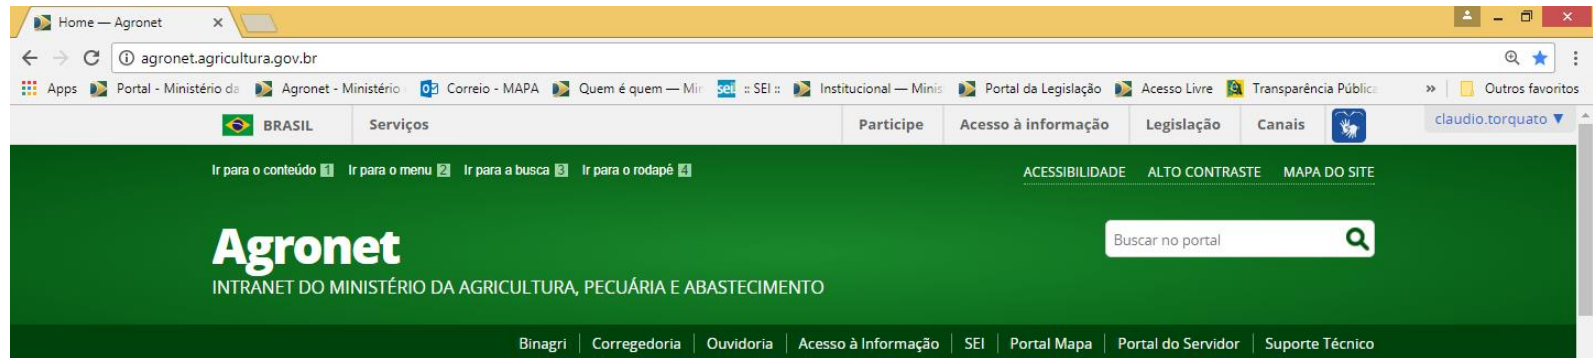 Home — Agronet
agronet.agricultura.gov.br
Apps Portal - Ministério da Agronet - Ministério Correio - MAPA Quem é quem — Min sei :: SEI :: Institucional — Minis Portal da Legislação Acesso Livre Transparência Pública » Outros favoritos
BRASIL Serviços Participe Acesso à informação Legislação Canais claudio.torquato ▼
Ir para o conteúdo 1 Ir para o menu 2 Ir para a busca 3 Ir para o rodapé 4 ACESSIBILIDADE ALTO CONTRASTE MAPA DO SITE
Agronet
Buscar no portal
INTRANET DO MINISTÉRIO DA AGRICULTURA, PECUÁRIA E ABASTECIMENTO
Binagri Corregedoria Ouvidoria Acesso à Informação SEI Portal Mapa Portal do Servidor Suporte Técnico